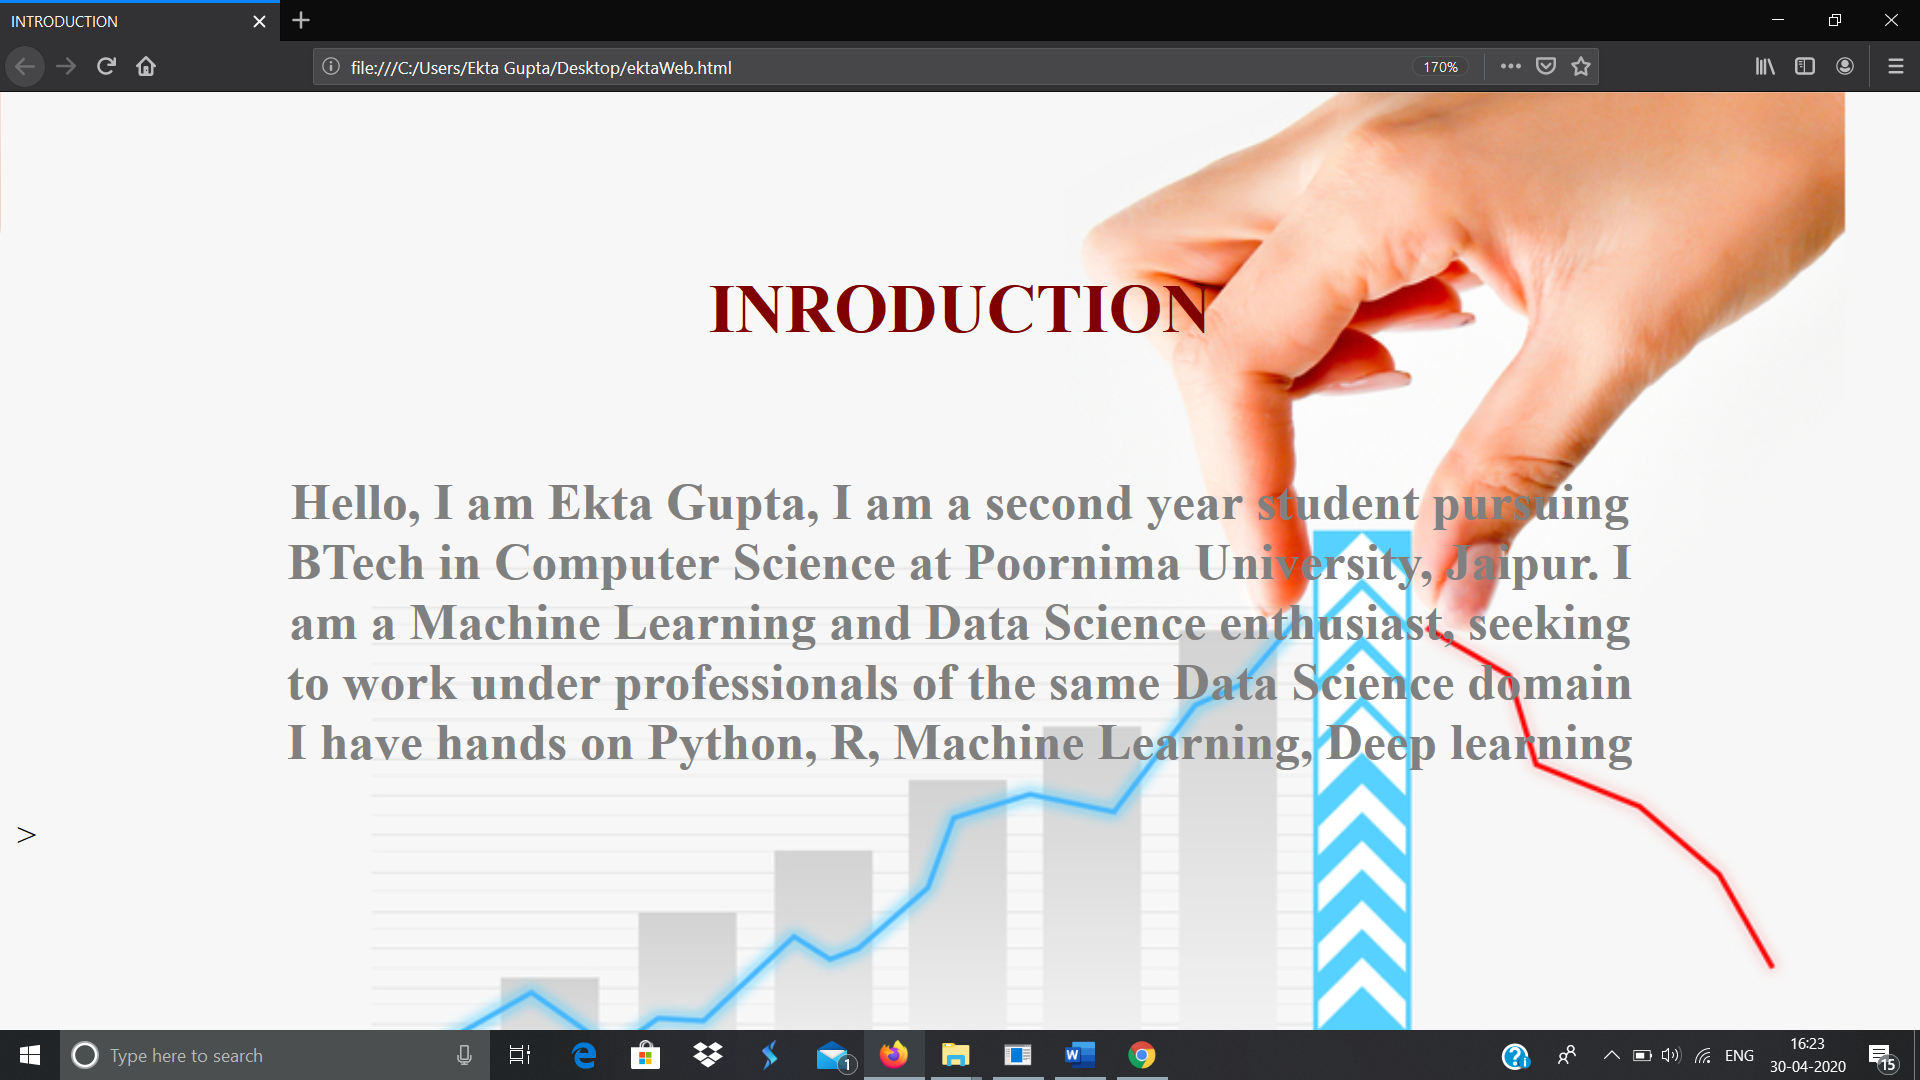 INTRODUCTION
file:///C:/Users/Ekta Gupta/Desktop/ektaWeb.html
170%
INRODUCTION
Hello, I am Ekta Gupta, I am a second year student pursuing
BTech in Computer Science at Poornima University, Jaipur. I
am a Machine Learning and Data Science enthusiast, seeking
to work under professionals of the same Data Science domain
I have hands on Python, R, Machine Learning, Deep learning
>
Type here to search
1
ENG
16:23
30-04-2020
15